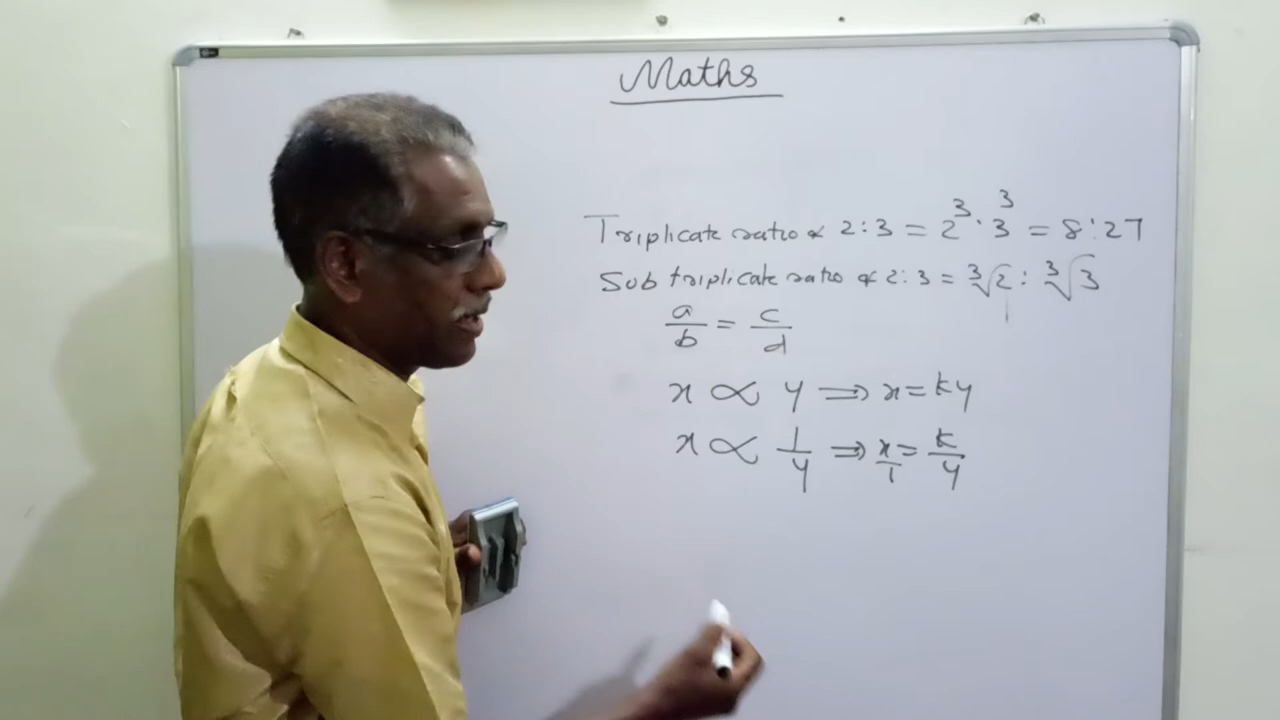 Maths
Triplicate ratio of 2:3 = 2³:3³ = 8:27
Sub triplicate ratio of 2:3 = ∛2 : ∛3
a/b = c/d
x ∝ y ⇒ x = ky
x ∝ 1/y ⇒ x/1 = k/y